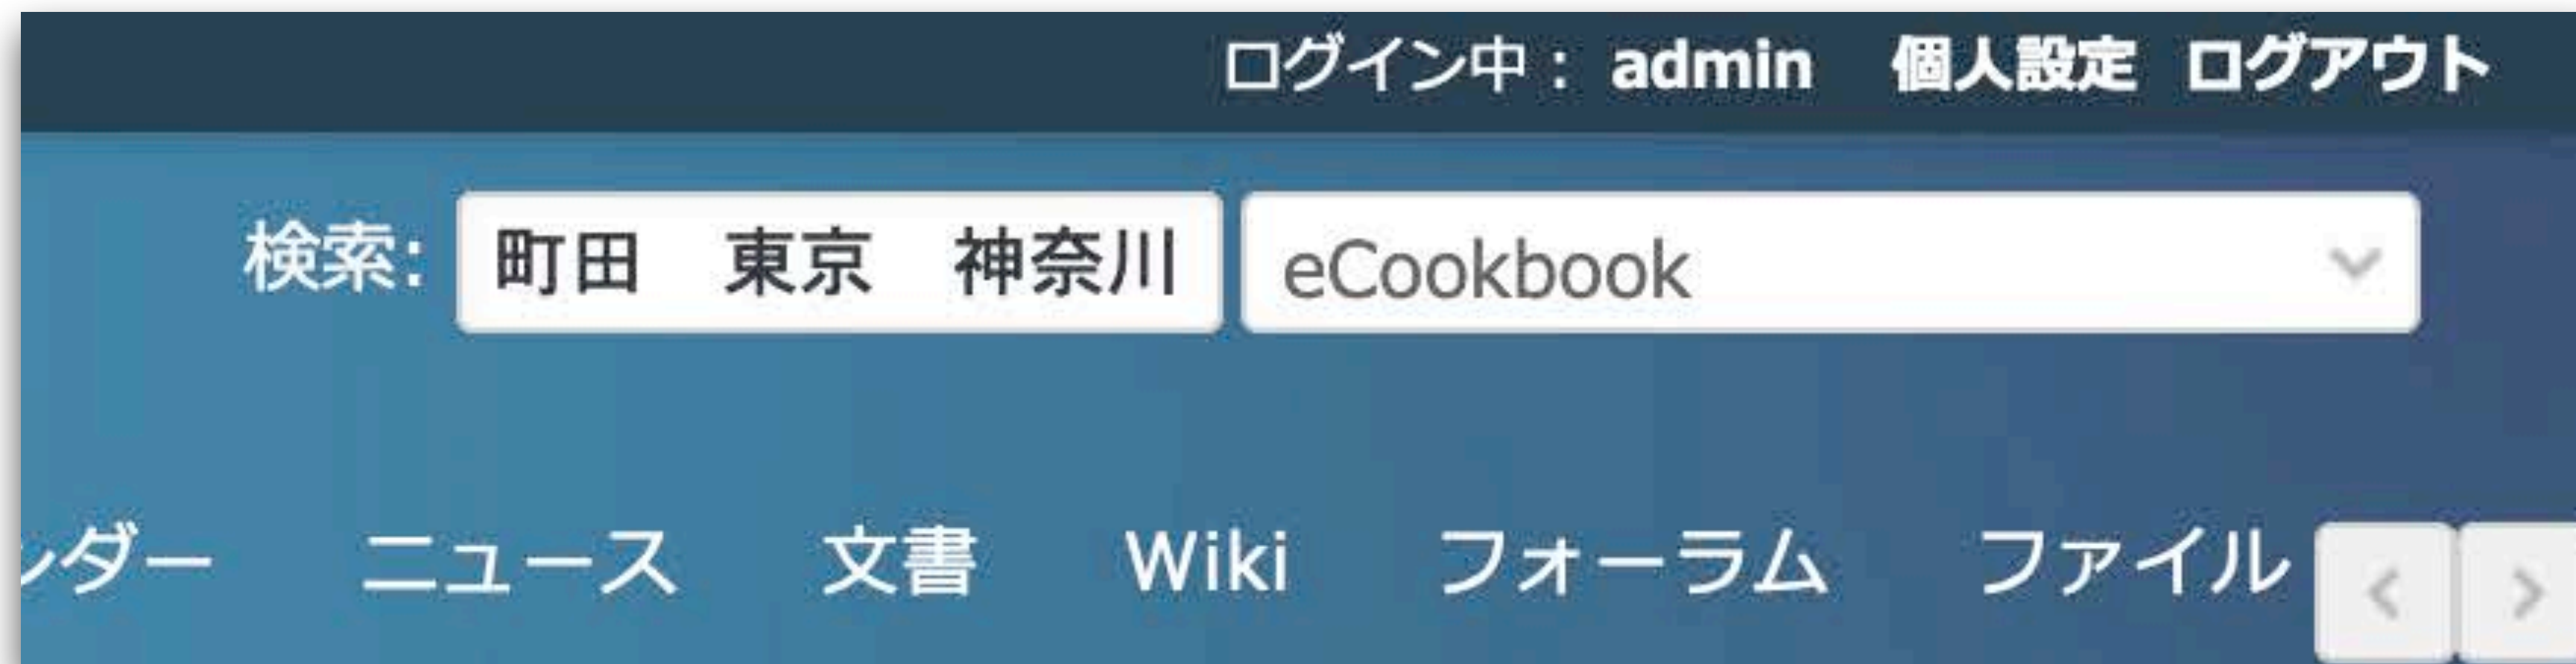 ログイン中： admin 個人設定 ログアウト
検索: 町田　東京　神奈川 eCookbook
ダー ニュース 文書 Wiki フォーラム ファイル